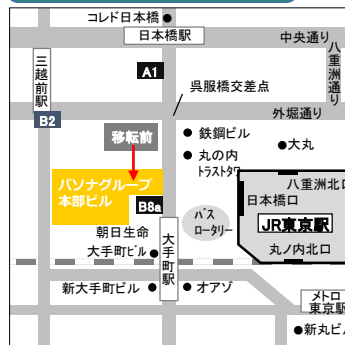 コレド日本橋
日本橋駅
中央通り
八重洲通り
三越前駅
A1
呉服橋交差点
外堀通り
B2
移転前
鉄鋼ビル
大丸
丸の内
トラストタワ
パソナグループ
本部ビル
八重洲北口
日本橋口
B8a
バス
ロータリー
JR東京駅
朝日生命
大手町ビル
大手町駅
丸ノ内北口
新大手町ビル
オアゾ
メトロ
東京駅
新丸ビル